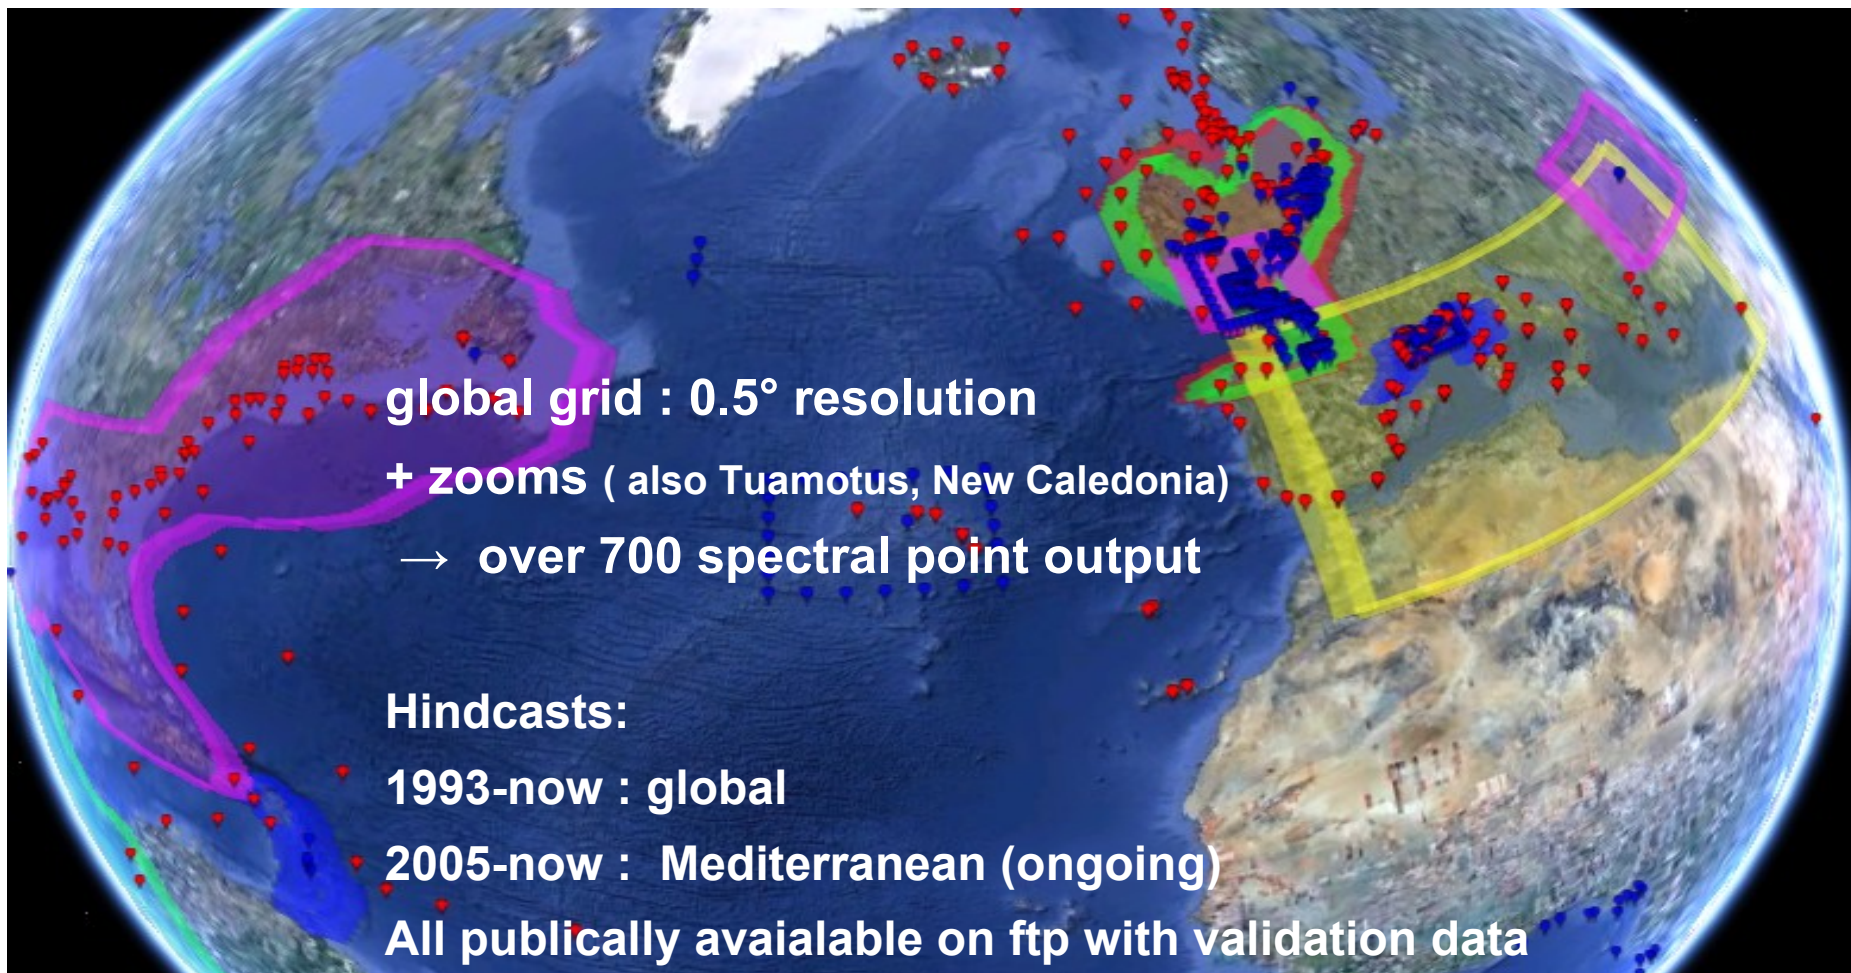 global grid : 0.5° resolution
+ zooms ( also Tuamotus, New Caledonia)
→ over 700 spectral point output
Hindcasts:
1993-now : global
2005-now : Mediterranean (ongoing)
All publically avaialable on ftp with validation data